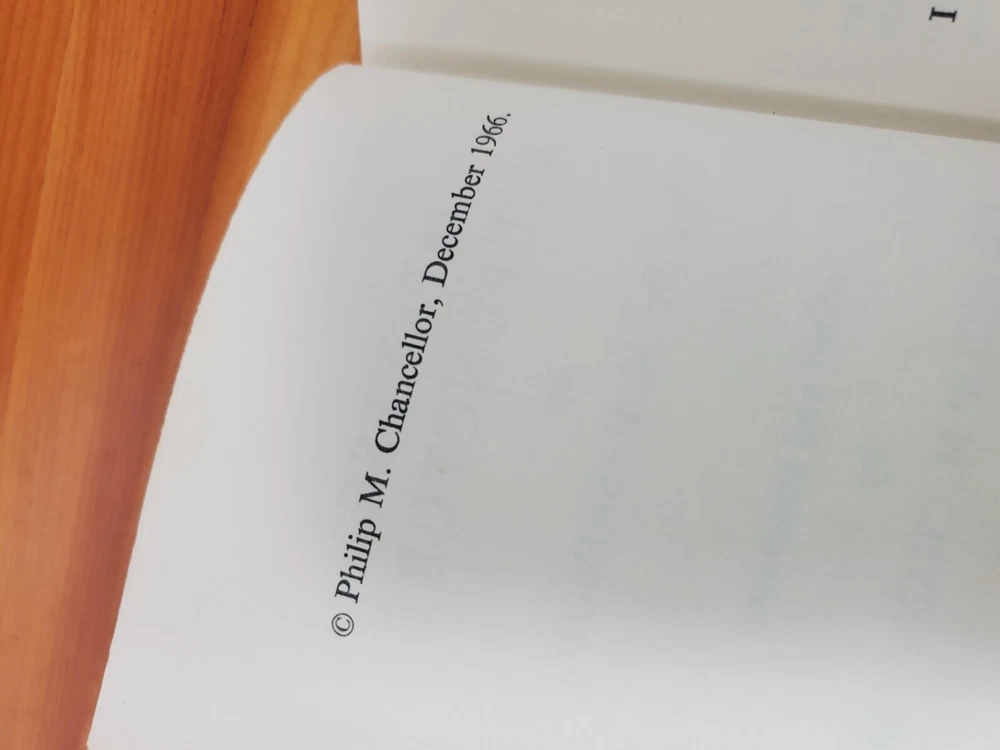 © Philip M. Chancellor, December 1966.
I